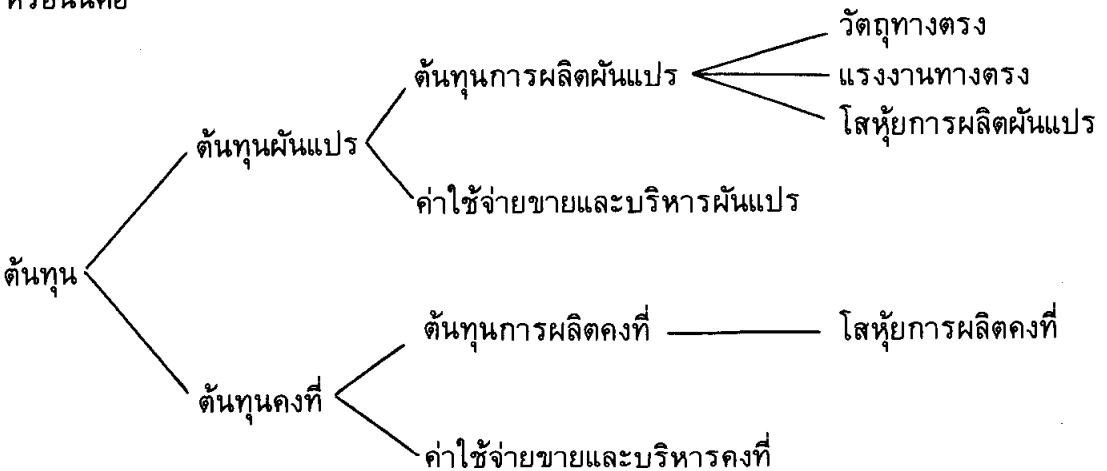 หรือนั่นคือ
วัตถุทางตรง
ต้นทุนการผลิตผันแปร
แรงงานทางตรง
โสหุ้ยการผลิตผันแปร
ต้นทุนผันแปร
ค่าใช้จ่ายขายและบริหารผันแปร
ต้นทุน
ต้นทุนการผลิตคงที่
โสหุ้ยการผลิตคงที่
ต้นทุนคงที่
ค่าใช้จ่ายขายและบริหารคงที่